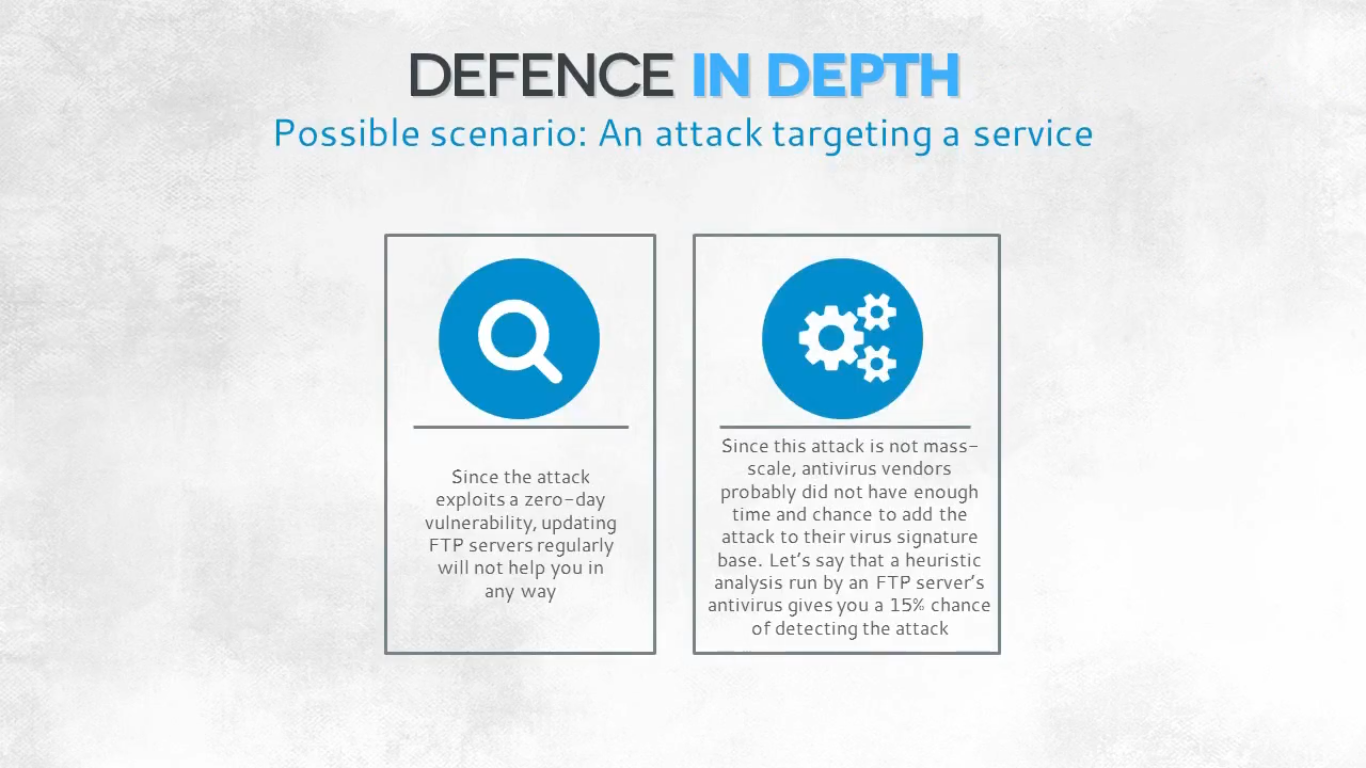 DEFENCE IN DEPTH
Possible scenario: An attack targeting a service
Since the attack
exploits a zero-day
vulnerability, updating
FTP servers regularly
will not help you in
any way
Since this attack is not mass-
scale, antivirus vendors
probably did not have enough
time and chance to add the
attack to their virus signature
base. Let's say that a heuristic
analysis run by an FTP server's
antivirus gives you a 15% chance
of detecting the attack